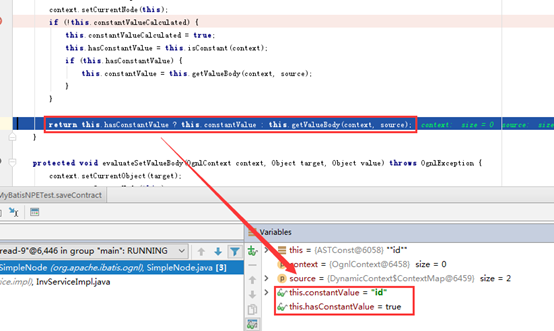 context.setCurrentNode(this);
if (!this.constantValueCalculated) {
this.constantValueCalculated = true;
this.hasConstantValue = this.isConstant(context);
if (this.hasConstantValue) {
this.constantValue = this.getValueBody(context, source);
}
}
return this.hasConstantValue ? this.constantValue : this.getValueBody(context, source); context: size = 0 source: size
}
protected void evaluateSetValueBody(OgnlContext context, Object target, Object value) throws OgnlException {
context.setCurrentObject(target);
MyBatisNPETest.saveContract
Variables
read-9"@6,446 in group "main": RUNNING
this = {ASTConst@6058} ""id""
SimpleNode (org.apache.ibatis.ognl), SimpleNode.java [3]
context = {OgnlContext@6460} size = 0
InvServiceImpl.java
source = {DynamicContext$ContextMap@6459} size = 2
this.constantValue = "id"
this.hasConstantValue = true